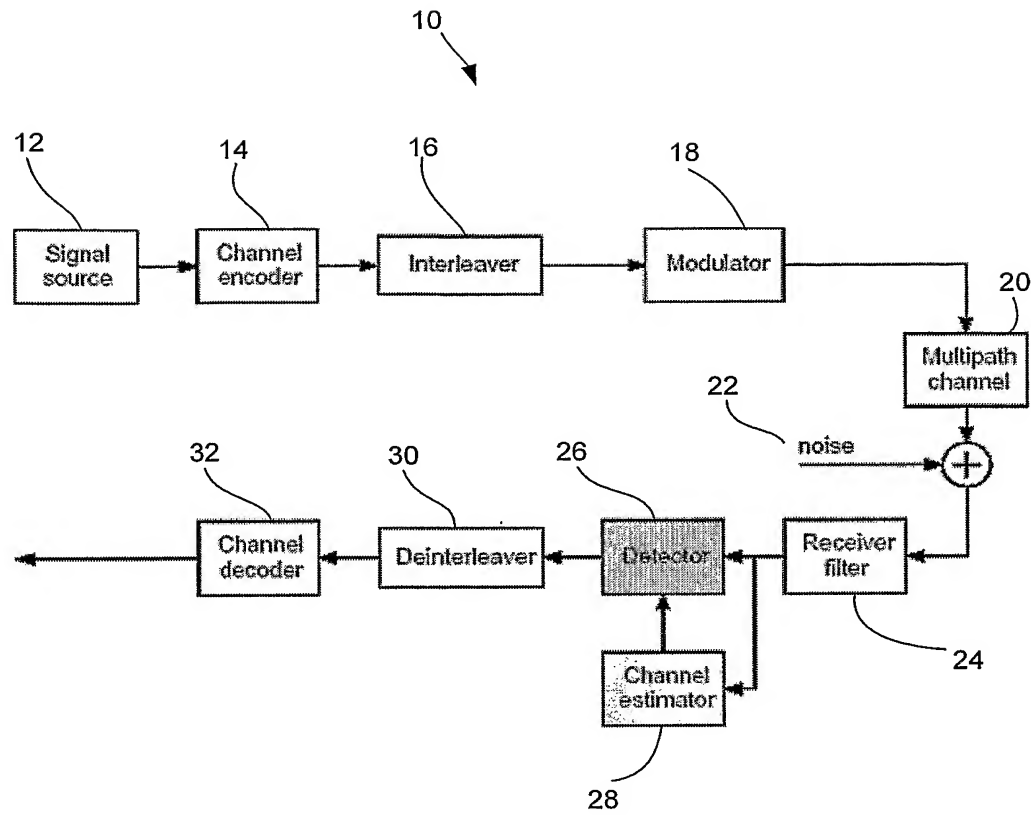 10
12
14
16
18
20
Signal
source
Channel
encoder
Interleaver
Modulator
Multipath
channel
22
noise
+
32
30
26
Channel
decoder
Deinterleaver
Detector
Receiver
filter
24
Channel
estimator
28